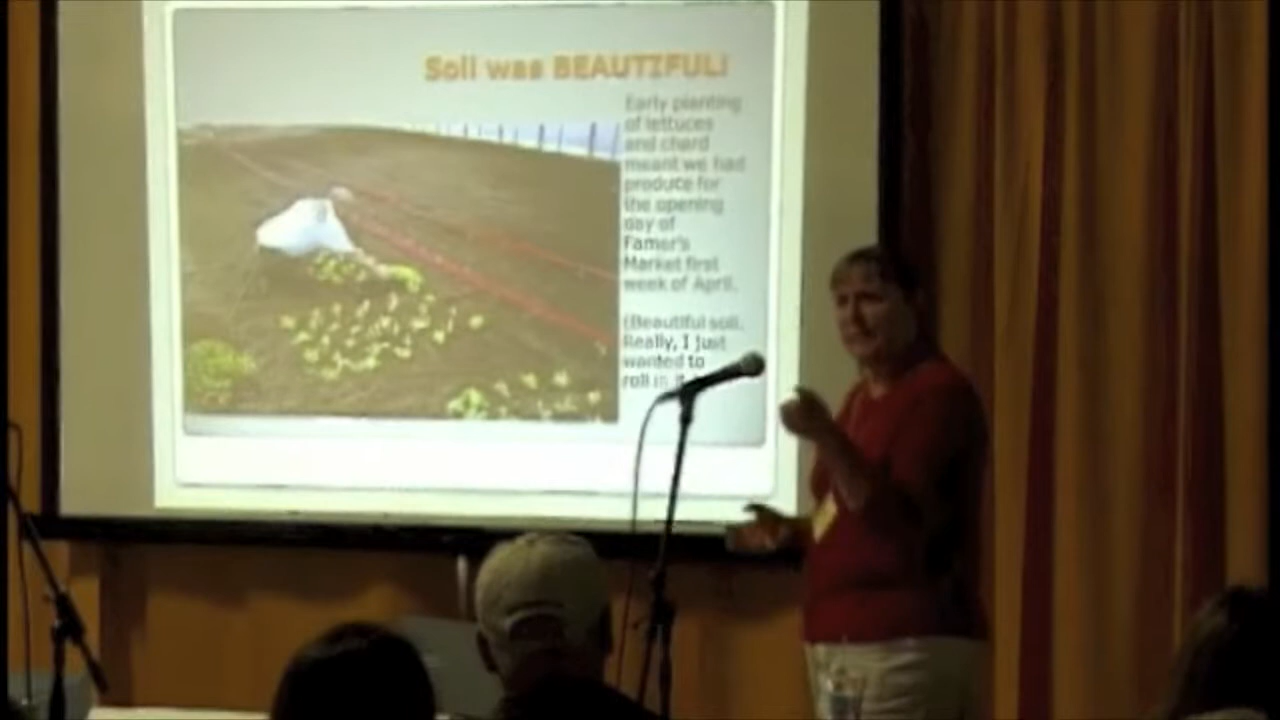 Soil was BEAUTIFUL!
Early planting
of lettuces
and chard
meant we had
produce for
the opening
day of
Famer's
Market first
week of April.
(Beautiful soil.
Really, I just
wanted to
roll in it